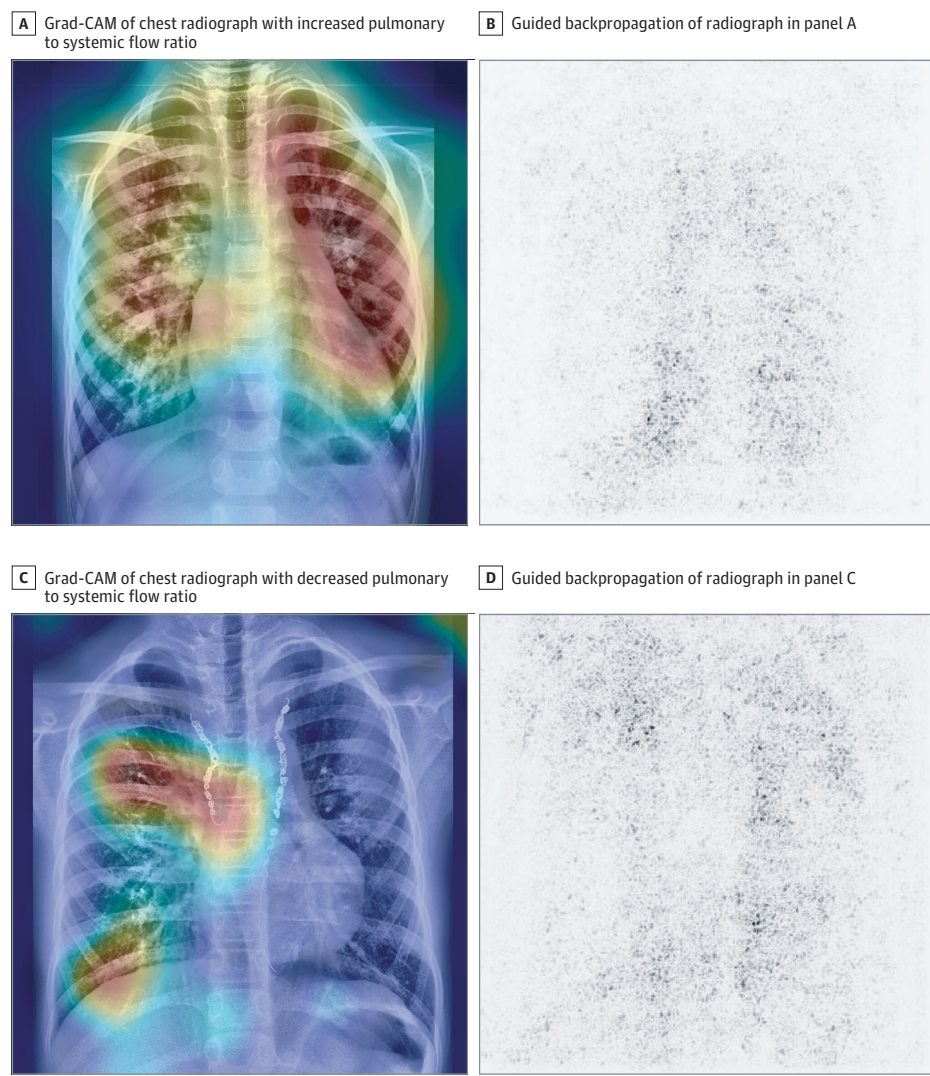 A Grad-CAM of chest radiograph with increased pulmonary
to systemic flow ratio
B Guided backpropagation of radiograph in panel A
C Grad-CAM of chest radiograph with decreased pulmonary
to systemic flow ratio
D Guided backpropagation of radiograph in panel C